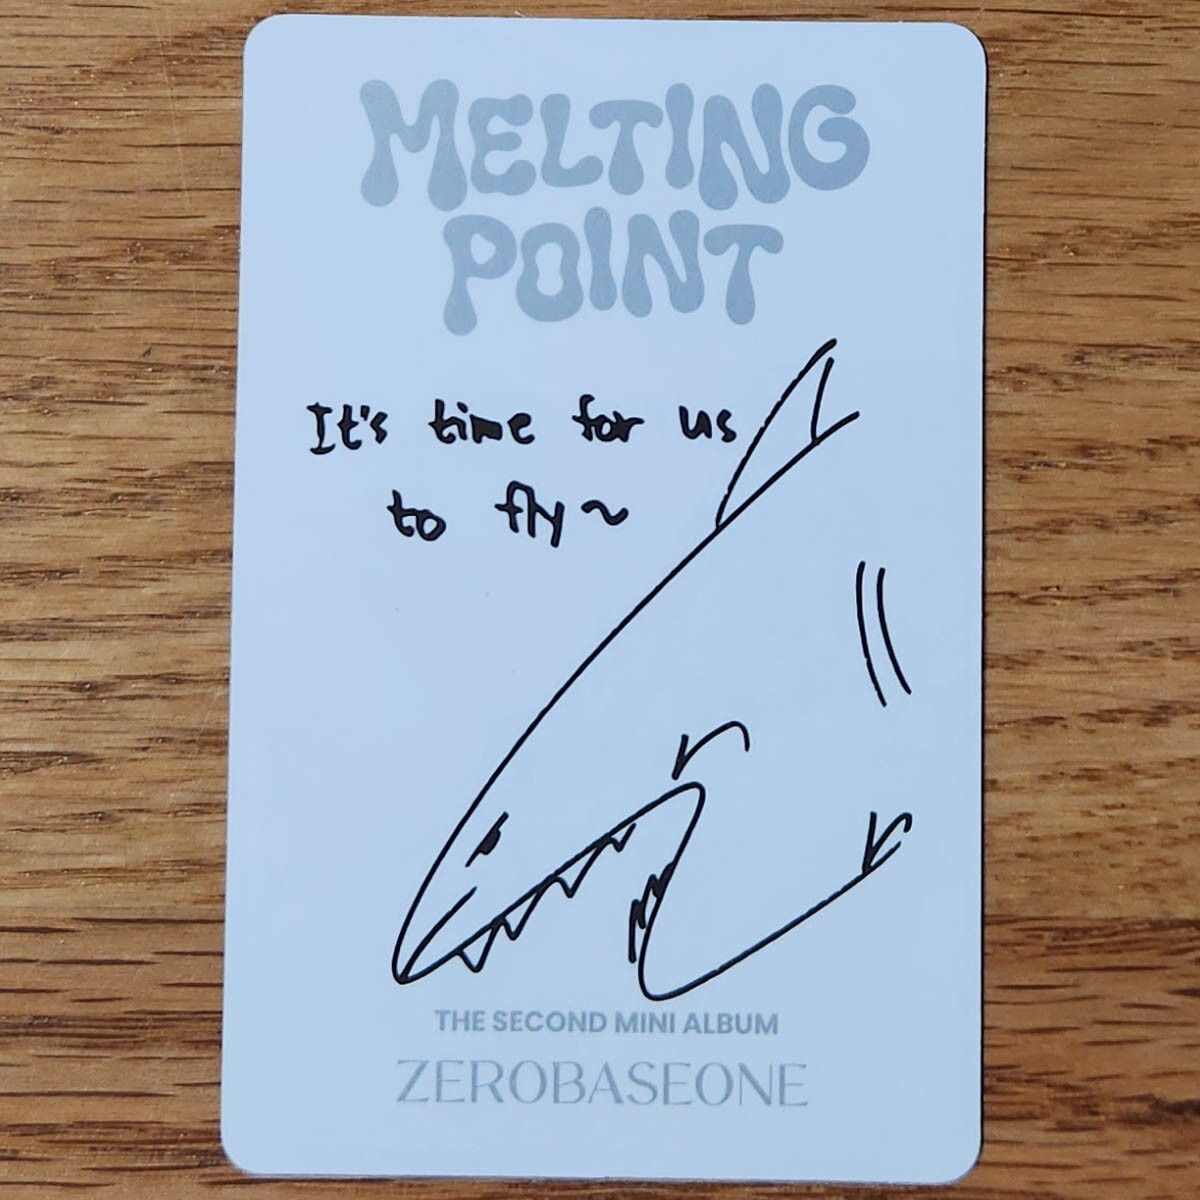 MELTING
POINT
It's time for us
to fly~
THE SECOND MINI ALBUM
ZEROBASEONE